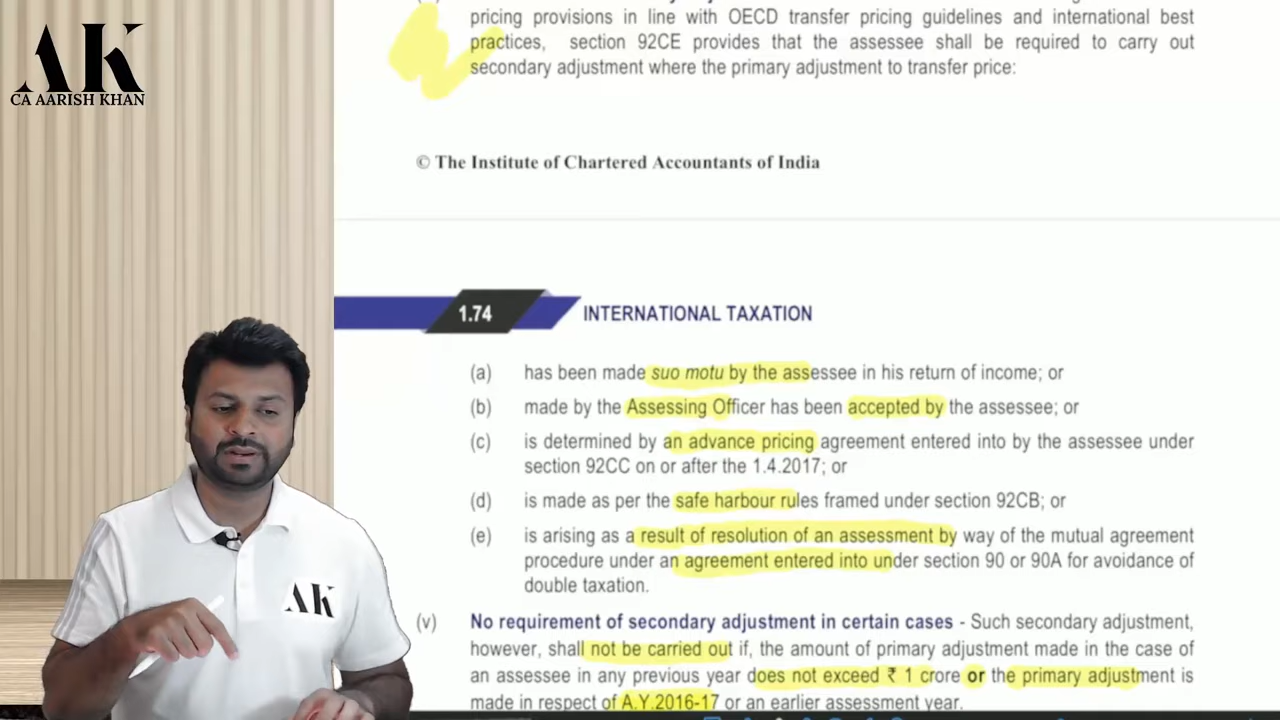 AK
CA AARISH KHAN
pricing provisions in line with OECD transfer pricing guidelines and international best
practices, section 92CE provides that the assessee shall be required to carry out
secondary adjustment where the primary adjustment to transfer price:
© The Institute of Chartered Accountants of India
1.74 INTERNATIONAL TAXATION
(a) has been made suo motu by the assessee in his return of income; or
(b) made by the Assessing Officer has been accepted by the assessee; or
(c) is determined by an advance pricing agreement entered into by the assessee under
section 92CC on or after the 1.4.2017; or
(d) is made as per the safe harbour rules framed under section 92CB; or
(e) is arising as a result of resolution of an assessment by way of the mutual agreement
procedure under an agreement entered into under section 90 or 90A for avoidance of
double taxation.
(v) No requirement of secondary adjustment in certain cases - Such secondary adjustment,
however, shall not be carried out if, the amount of primary adjustment made in the case of
an assessee in any previous year does not exceed ₹ 1 crore or the primary adjustment is
made in respect of A.Y.2016-17 or an earlier assessment year.
AK